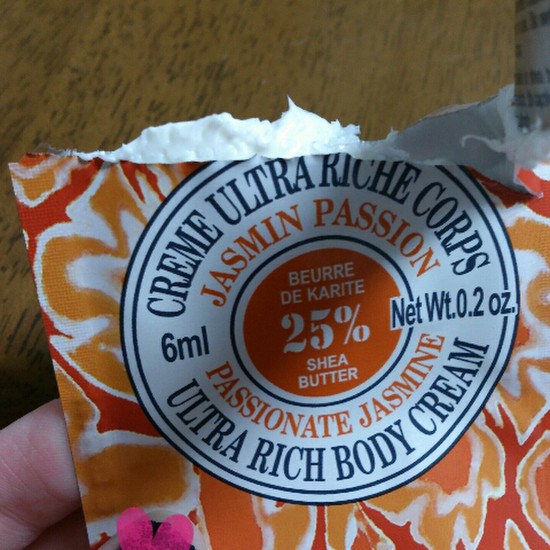 CREME ULTRA RICHE CORPS
JASMIN PASSION
BEURRE
DE KARITE
25%
SHEA
BUTTER
6ml
Net Wt.0.2 oz.
PASSIONATE JASMINE
ULTRA RICH BODY CREAM